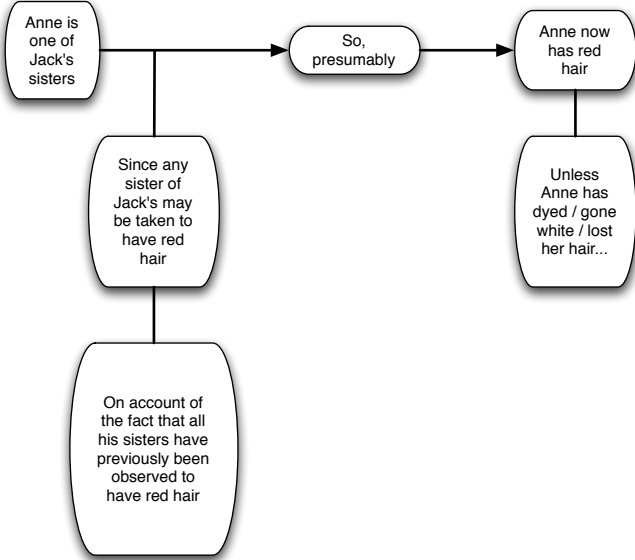 Anne is
one of
Jack's
sisters
So,
presumably
Anne now
has red
hair
Since any
sister of
Jack's may
be taken to
have red
hair
Unless
Anne has
dyed / gone
white / lost
her hair...
On account of
the fact that all
his sisters have
previously been
observed to
have red hair